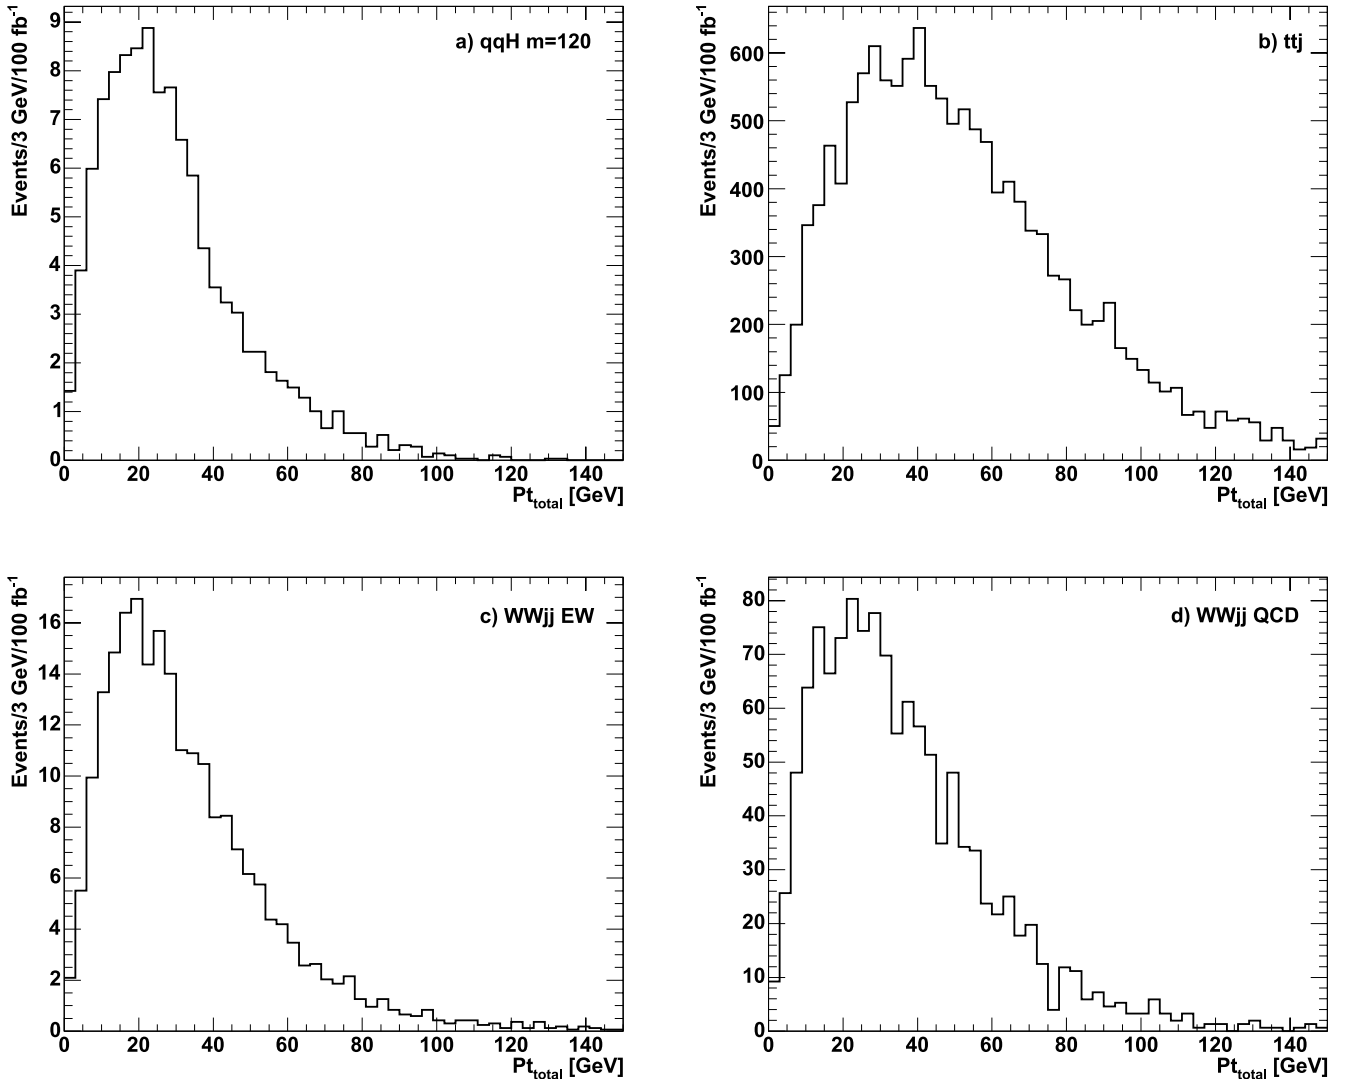 a) qqH m=120
Events/3 GeV/100 fb-1
9
8
7
6
5
4
3
2
1
0
0 20 40 60 80 100 120 140
Pttotal [GeV]
b) ttj
Events/3 GeV/100 fb-1
600
500
400
300
200
100
0
0 20 40 60 80 100 120 140
Pttotal [GeV]
c) WWjj EW
Events/3 GeV/100 fb-1
16
14
12
10
8
6
4
2
0
0 20 40 60 80 100 120 140
Pttotal [GeV]
d) WWjj QCD
Events/3 GeV/100 fb-1
80
70
60
50
40
30
20
10
0
0 20 40 60 80 100 120 140
Pttotal [GeV]